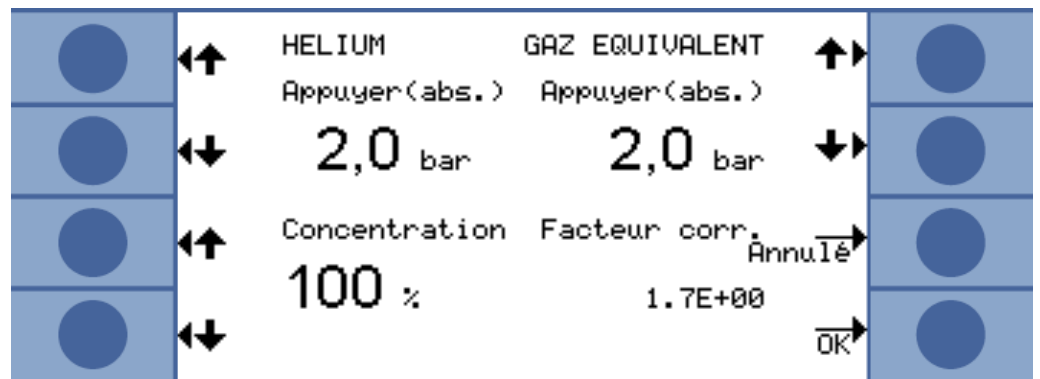 HELIUM GAZ EQUIVALENT
Appuyer(abs.) Appuyer(abs.)
2,0 bar 2,0 bar
Concentration Facteur corr.
Annulé
100 % 1.7E+00
OK